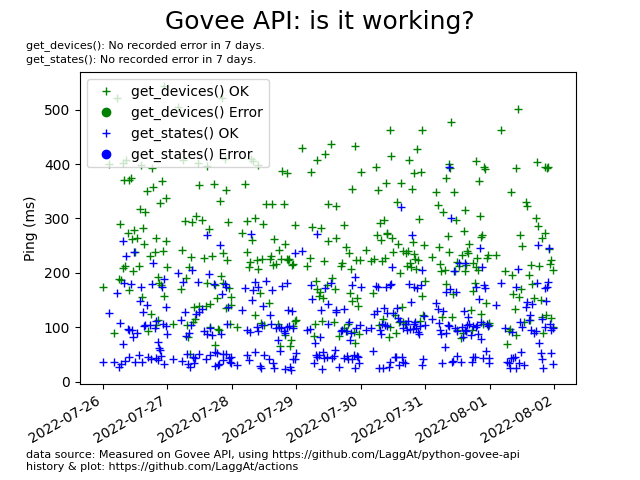 Govee API: is it working?
get_devices(): No recorded error in 7 days.
get_states(): No recorded error in 7 days.
get_devices() OK
get_devices() Error
get_states() OK
get_states() Error
Ping (ms)
500
400
300
200
100
0
2022-07-26
2022-07-27
2022-07-28
2022-07-29
2022-07-30
2022-07-31
2022-08-01
2022-08-02
data source: Measured on Govee API, using https://github.com/LaggAt/python-govee-api
history & plot: https://github.com/LaggAt/actions